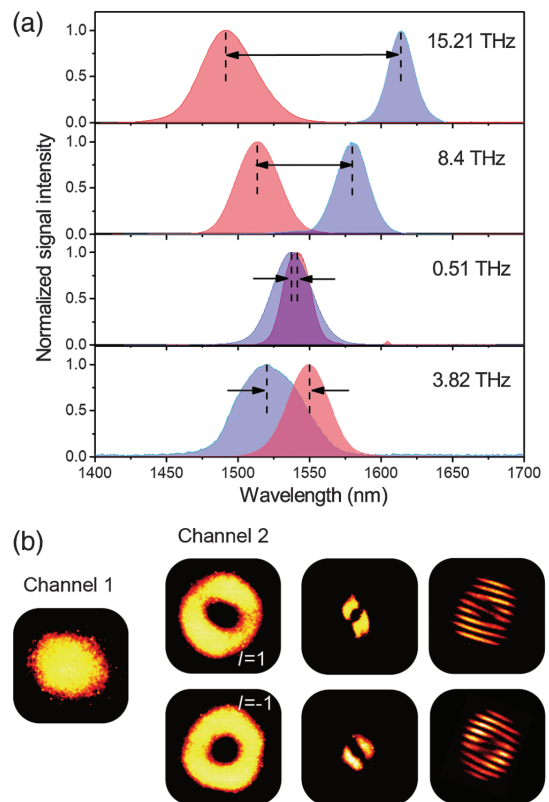 (a)
1.0
0.5
0.0
15.21 THz
1.0
0.5
0.0
8.4 THz
1.0
0.5
0.0
0.51 THz
1.0
0.5
0.0
3.82 THz
Normalized signal intensity
1400 1450 1500 1550 1600 1650 1700
Wavelength (nm)
(b)
Channel 2
Channel 1
l=1
l=-1